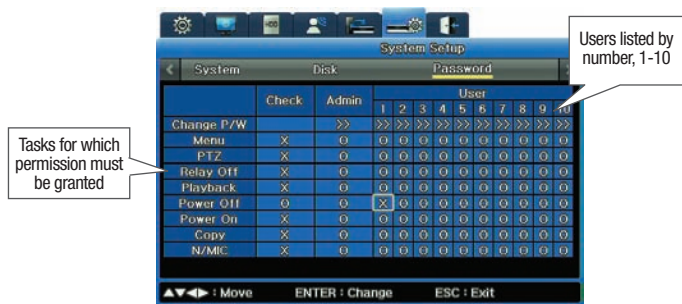 HDD
System Setup
System Disk Password
User
Check Admin 1 2 3 4 5 6 7 8 9 10
Change P/W >> >> >> >> >> >> >> >> >> >> >>
Menu X O O O O O O O O O O O
PTZ X O O O O O O O O O O O
Relay Off X O O O O O O O O O O O
Playback X O O O O O O O O O O O
Power Off O O X O O O O O O O O O
Power On X O O O O O O O O O O O
Copy X O O O O O O O O O O O
N/MIC X O O O O O O O O O O O
▲▼◀▶ : Move ENTER : Change ESC : Exit
Users listed by
number, 1-10
Tasks for which
permission must
be granted